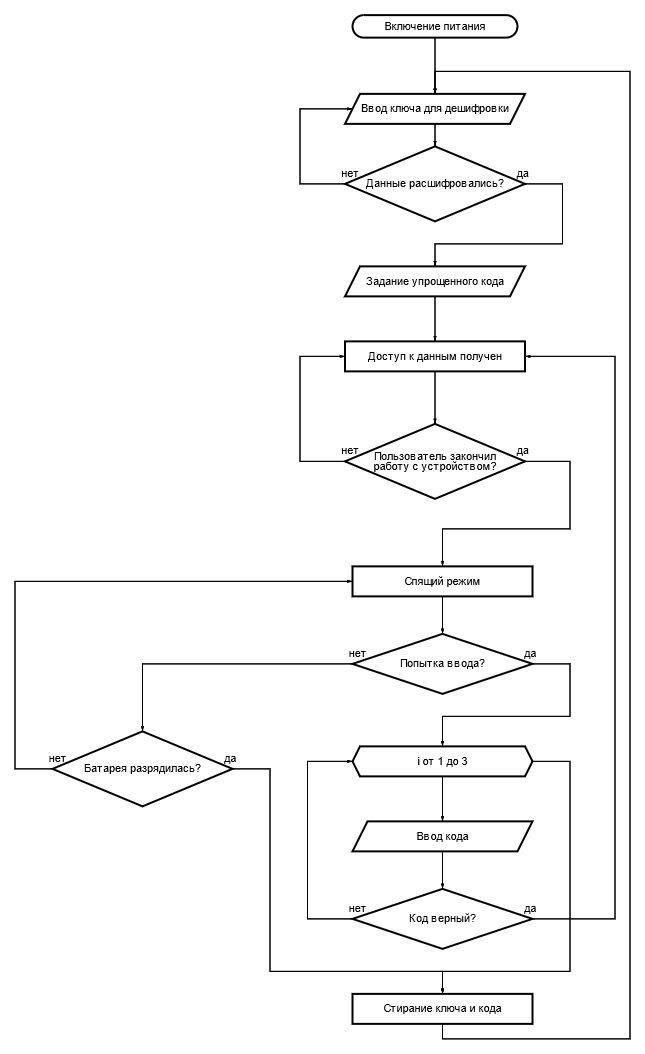 Включение питания
Ввод ключа для дешифровки
нет
да
Данные расшифровались?
Задание упрощенного кода
Доступ к данным получен
нет
да
Пользователь закончил
работу с устройством?
Спящий режим
нет
да
Попытка ввода?
нет
да
Батарея разрядилась?
i от 1 до 3
Ввод кода
нет
да
Код верный?
Стирание ключа и кода